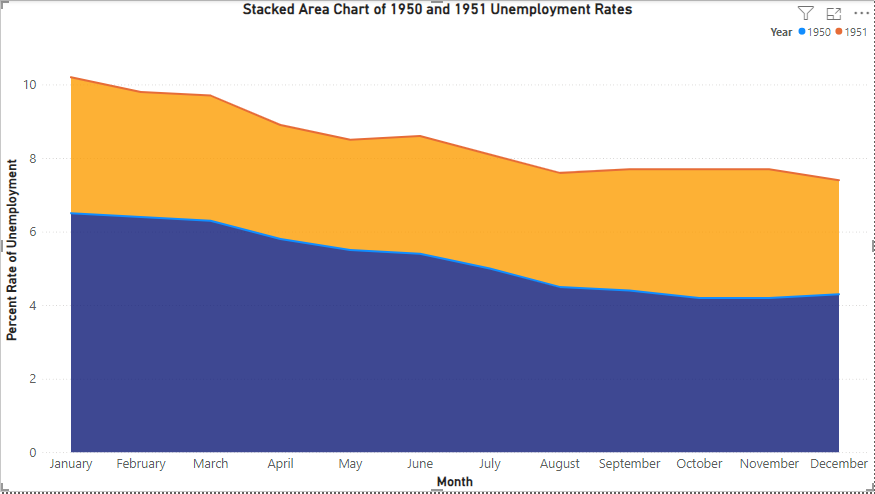 Stacked Area Chart of 1950 and 1951 Unemployment Rates
Year 1950 1951
Percent Rate of Unemployment
10
8
6
4
2
0
January February March April May June July August September October November December
Month